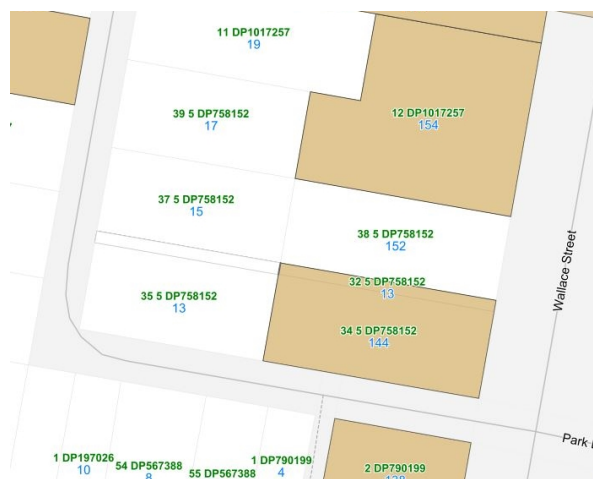 11 DP1017257
19
39 5 DP758152
17
12 DP1017257
154
37 5 DP758152
15
38 5 DP758152
152
Wallace Street
32 5 DP758152
13
35 5 DP758152
13
34 5 DP758152
144
Park
1 DP197026
10
54 DP567388
8
55 DP567388
1 DP790199
4
2 DP790199
138